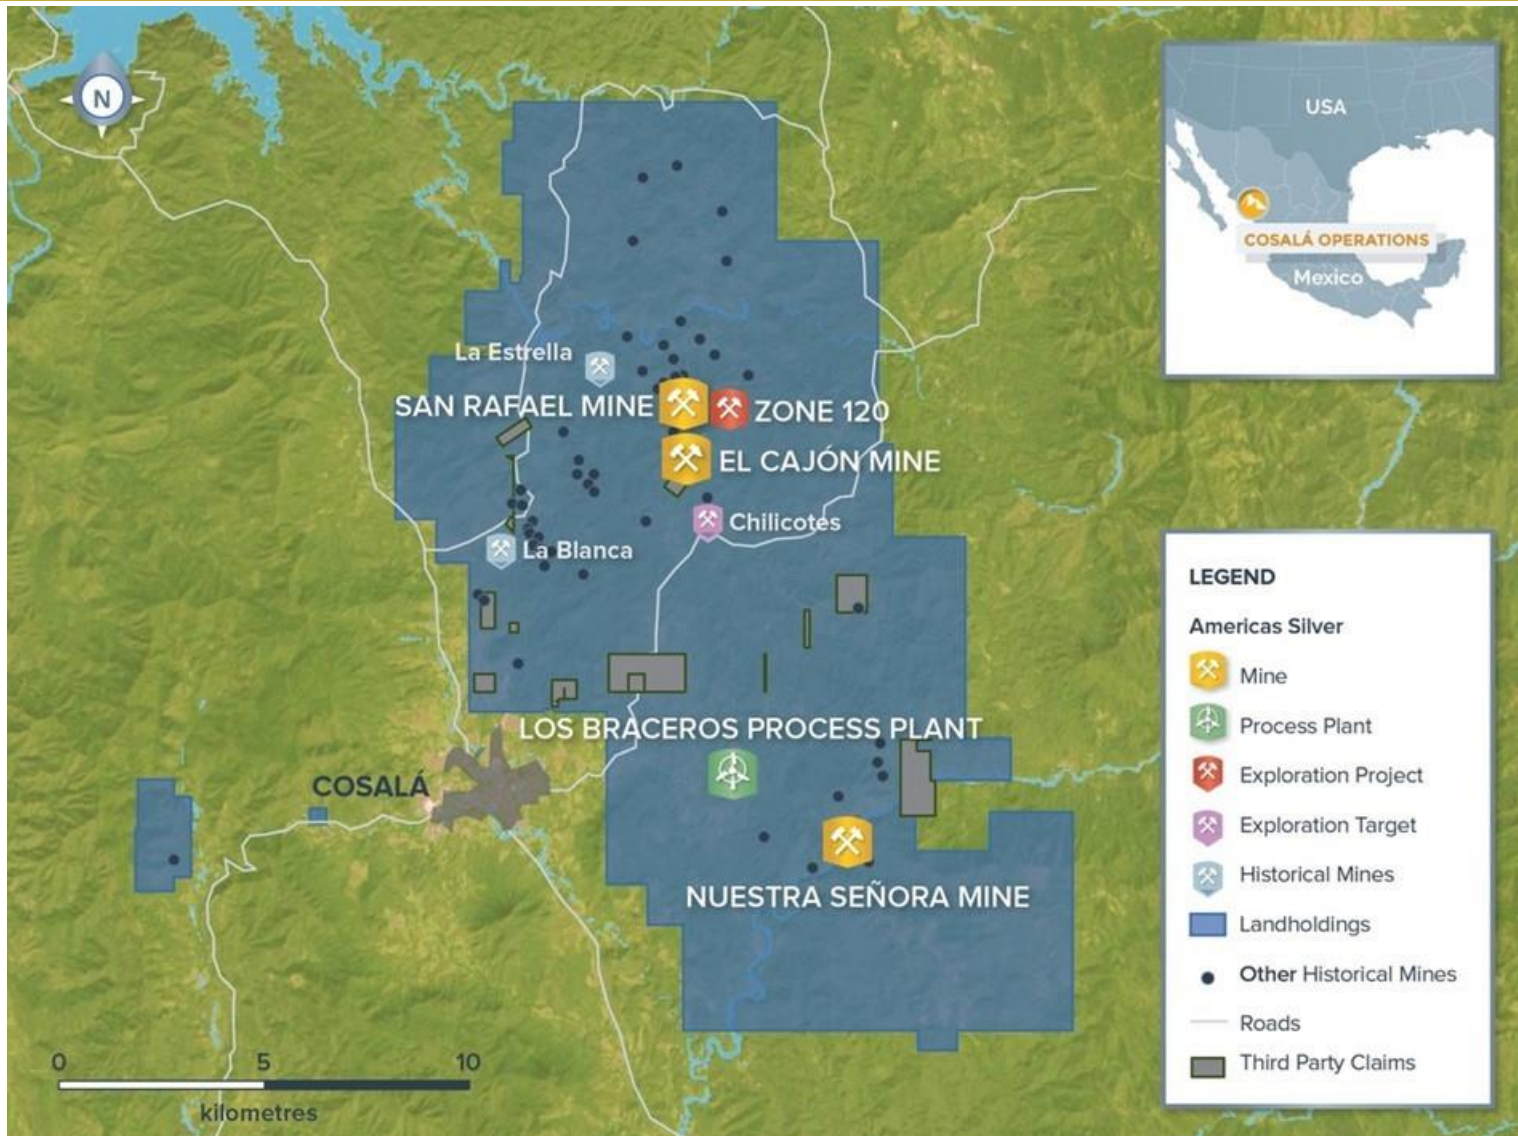 N
USA
COSALÁ OPERATIONS
Mexico
La Estrella
SAN RAFAEL MINE
ZONE 120
EL CAJÓN MINE
Chilicotes
La Blanca
LOS BRACEROS PROCESS PLANT
COSALÁ
NUESTRA SEÑORA MINE
0 5 10
kilometres
LEGEND
Americas Silver
Mine
Process Plant
Exploration Project
Exploration Target
Historical Mines
Landholdings
Other Historical Mines
Roads
Third Party Claims